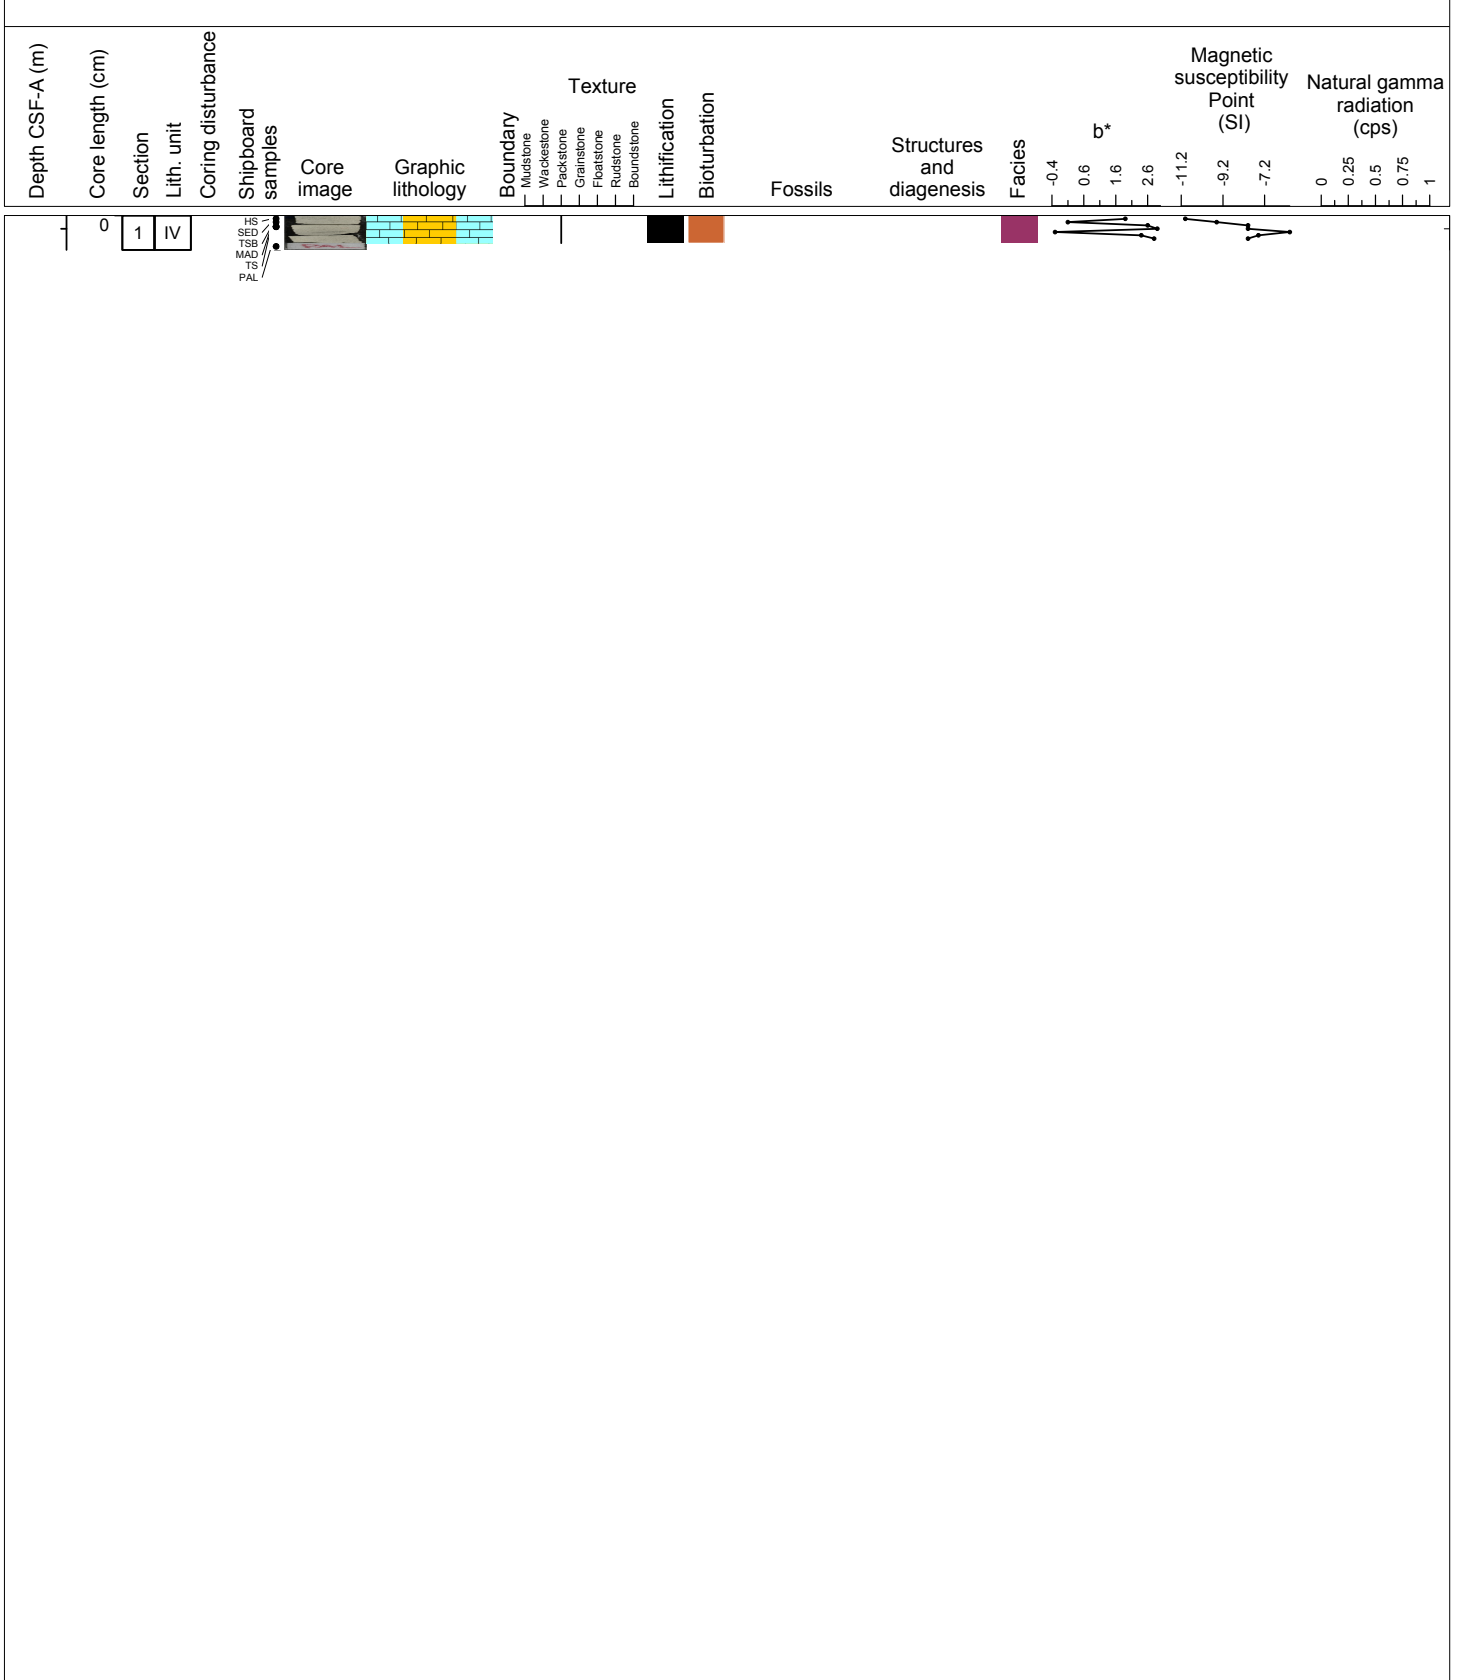 Depth CSF-A (m)
Core length (cm)
Section
Lith. unit
Coring disturbance
Shipboard
samples
Core
image
Graphic
lithology
Boundary
Texture
Mudstone
Wackestone
Packstone
Grainstone
Floatstone
Rudstone
Boundstone
Lithification
Bioturbation
Fossils
Structures
and
diagenesis
Facies
b*
-0.4
0.6
1.6
2.6
Magnetic
susceptibility
Point
(SI)
-11.2
-9.2
-7.2
Natural gamma
radiation
(cps)
0
0.25
0.5
0.75
1
0
1
IV
HS
SED
TSB
MAD
TS
PAL